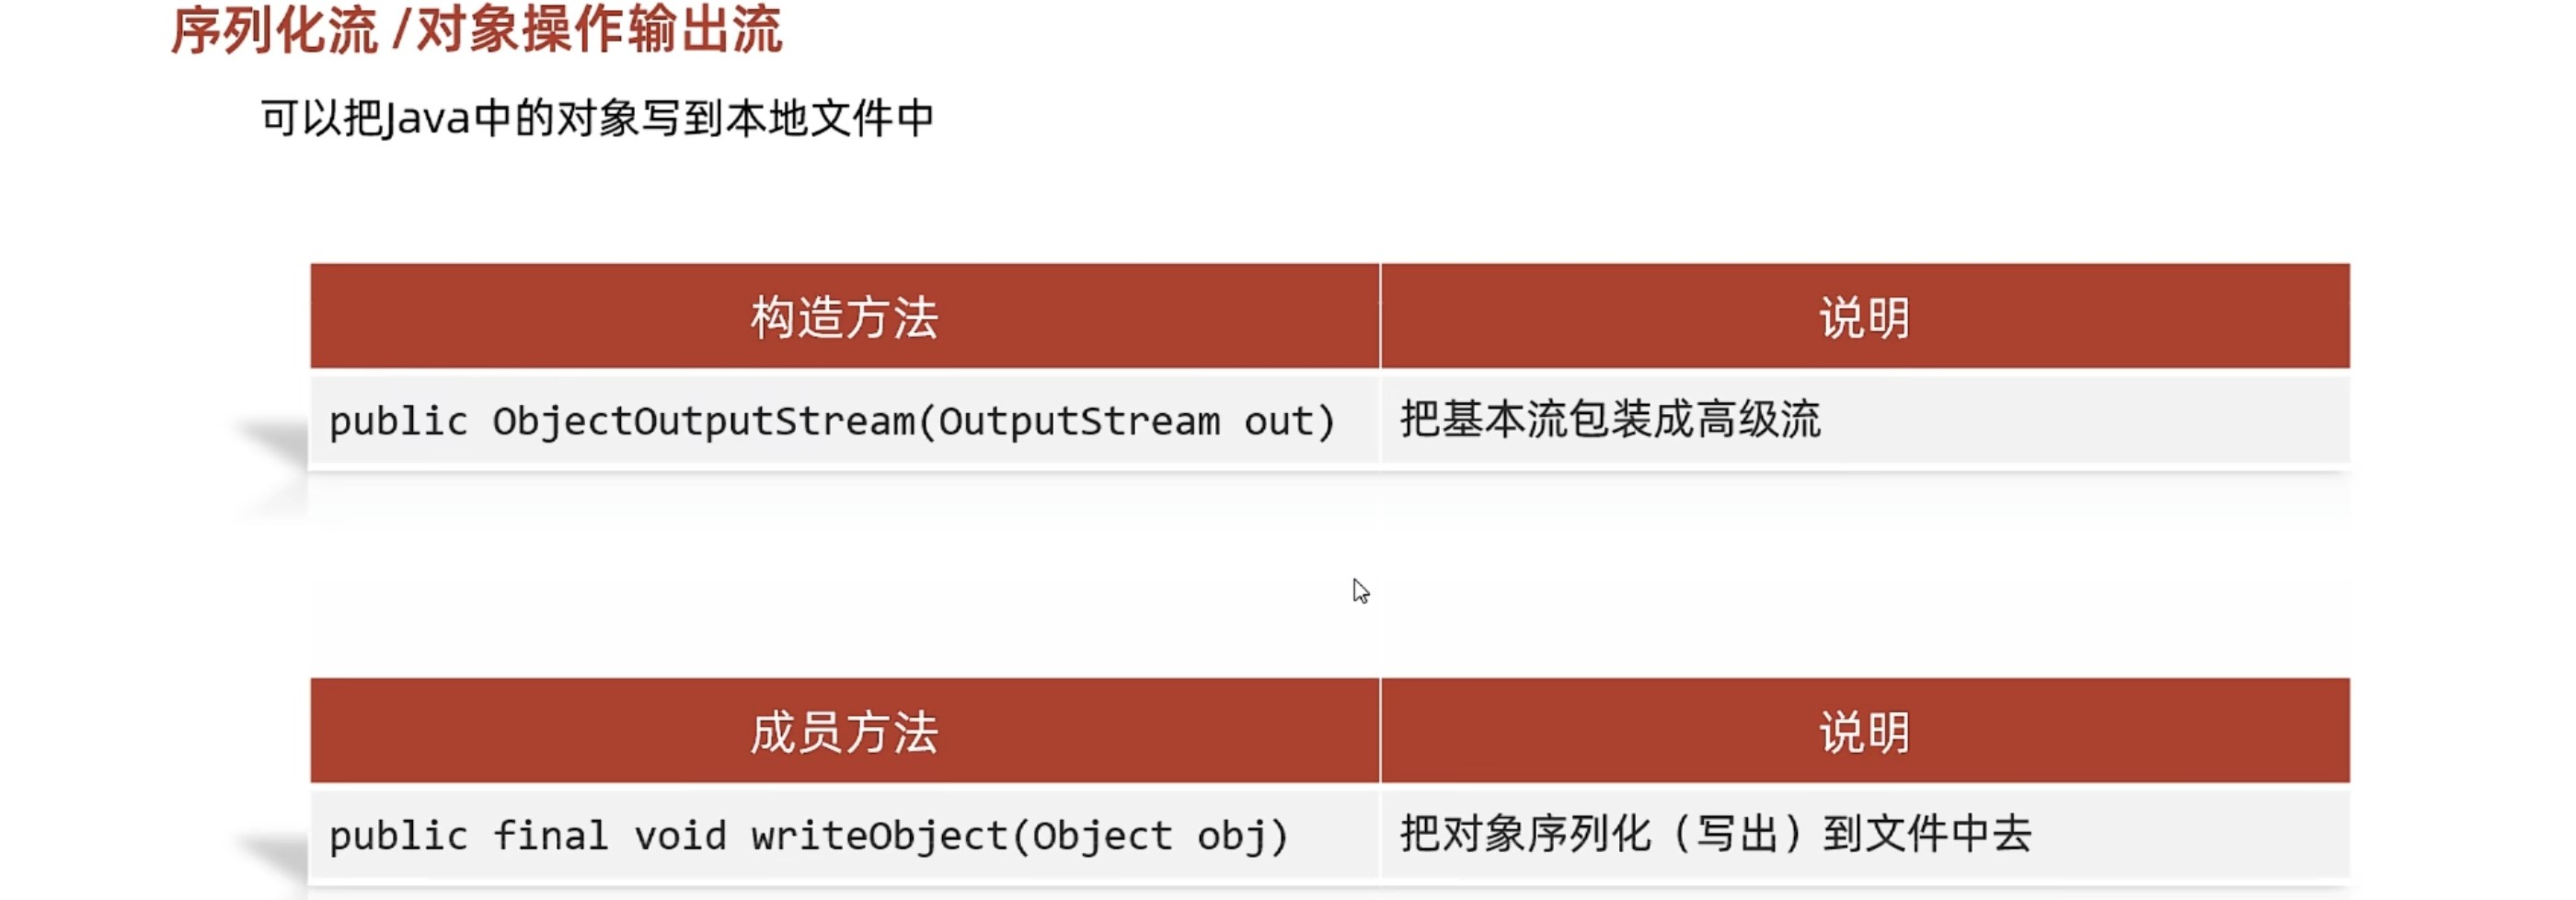 序列化流 /对象操作输出流
可以把Java中的对象写到本地文件中
构造方法 说明
public ObjectOutputStream(OutputStream out) 把基本流包装成高级流
成员方法 说明
public final void writeObject(Object obj) 把对象序列化（写出）到文件中去